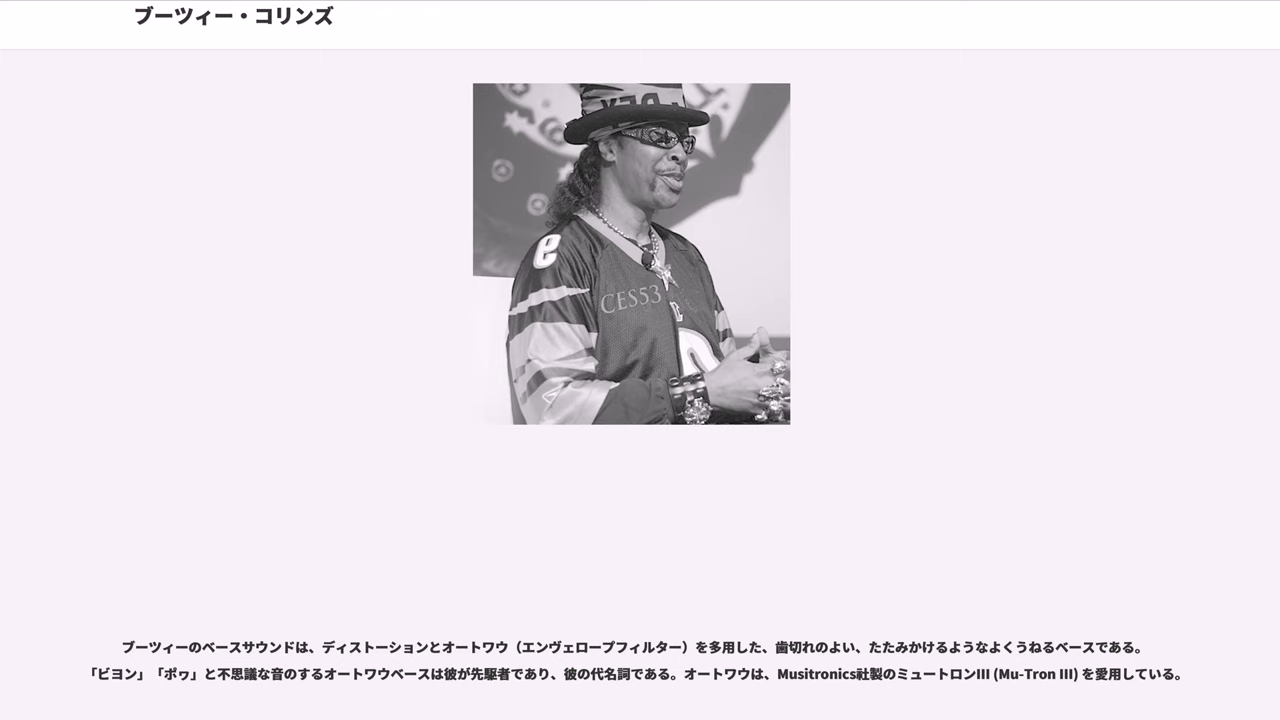 ブーツィー・コリンズ
CES53
ブーツィーのベースサウンドは、ディストーションとオートワウ（エンヴェロープフィルター）を多用した、歯切れのよい、たたみかけるようなよくうねるベースである。
「ビヨン」「ポヮ」と不思議な音のするオートワウベースは彼が先駆者であり、彼の代名詞である。オートワウは、Musitronics社製のミュートロンIII (Mu-Tron III) を愛用している。